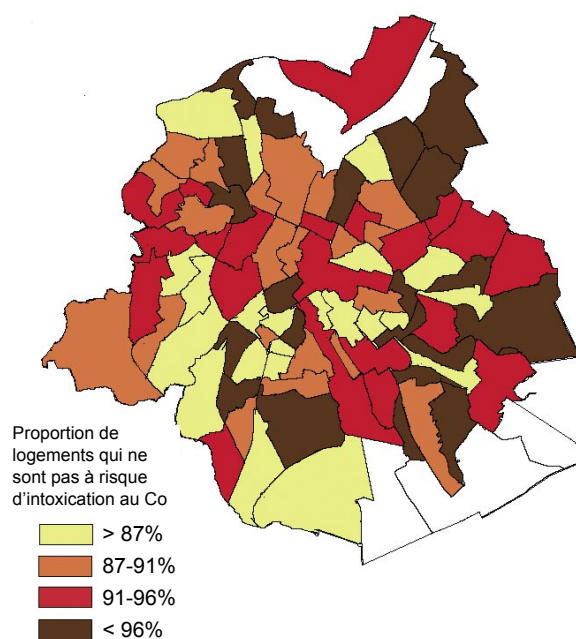 Proportion de
logements qui ne
sont pas à risque
d'intoxication au Co
> 87%
87-91%
91-96%
< 96%